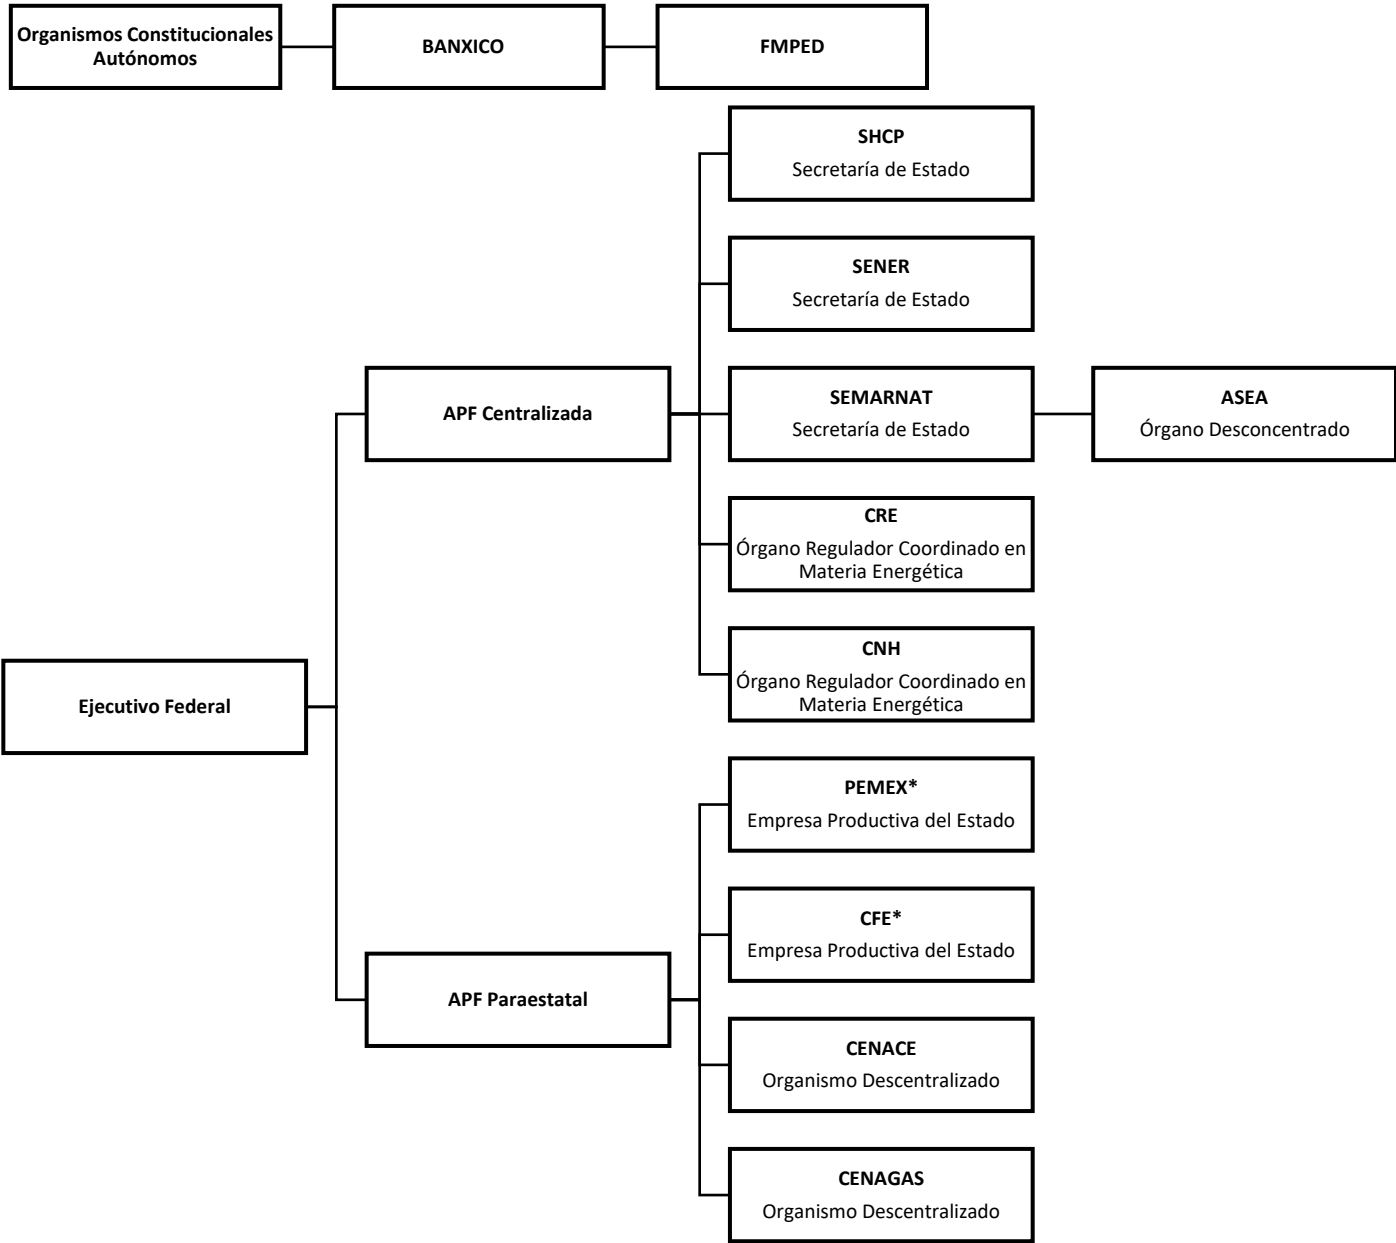 Organismos Constitucionales
Autónomos
BANXICO
FMPED
SHCP
Secretaría de Estado
SENER
Secretaría de Estado
APF Centralizada
SEMARNAT
Secretaría de Estado
ASEA
Órgano Desconcentrado
CRE
Órgano Regulador Coordinado en
Materia Energética
CNH
Órgano Regulador Coordinado en
Materia Energética
Ejecutivo Federal
PEMEX*
Empresa Productiva del Estado
CFE*
Empresa Productiva del Estado
APF Paraestatal
CENACE
Organismo Descentralizado
CENAGAS
Organismo Descentralizado